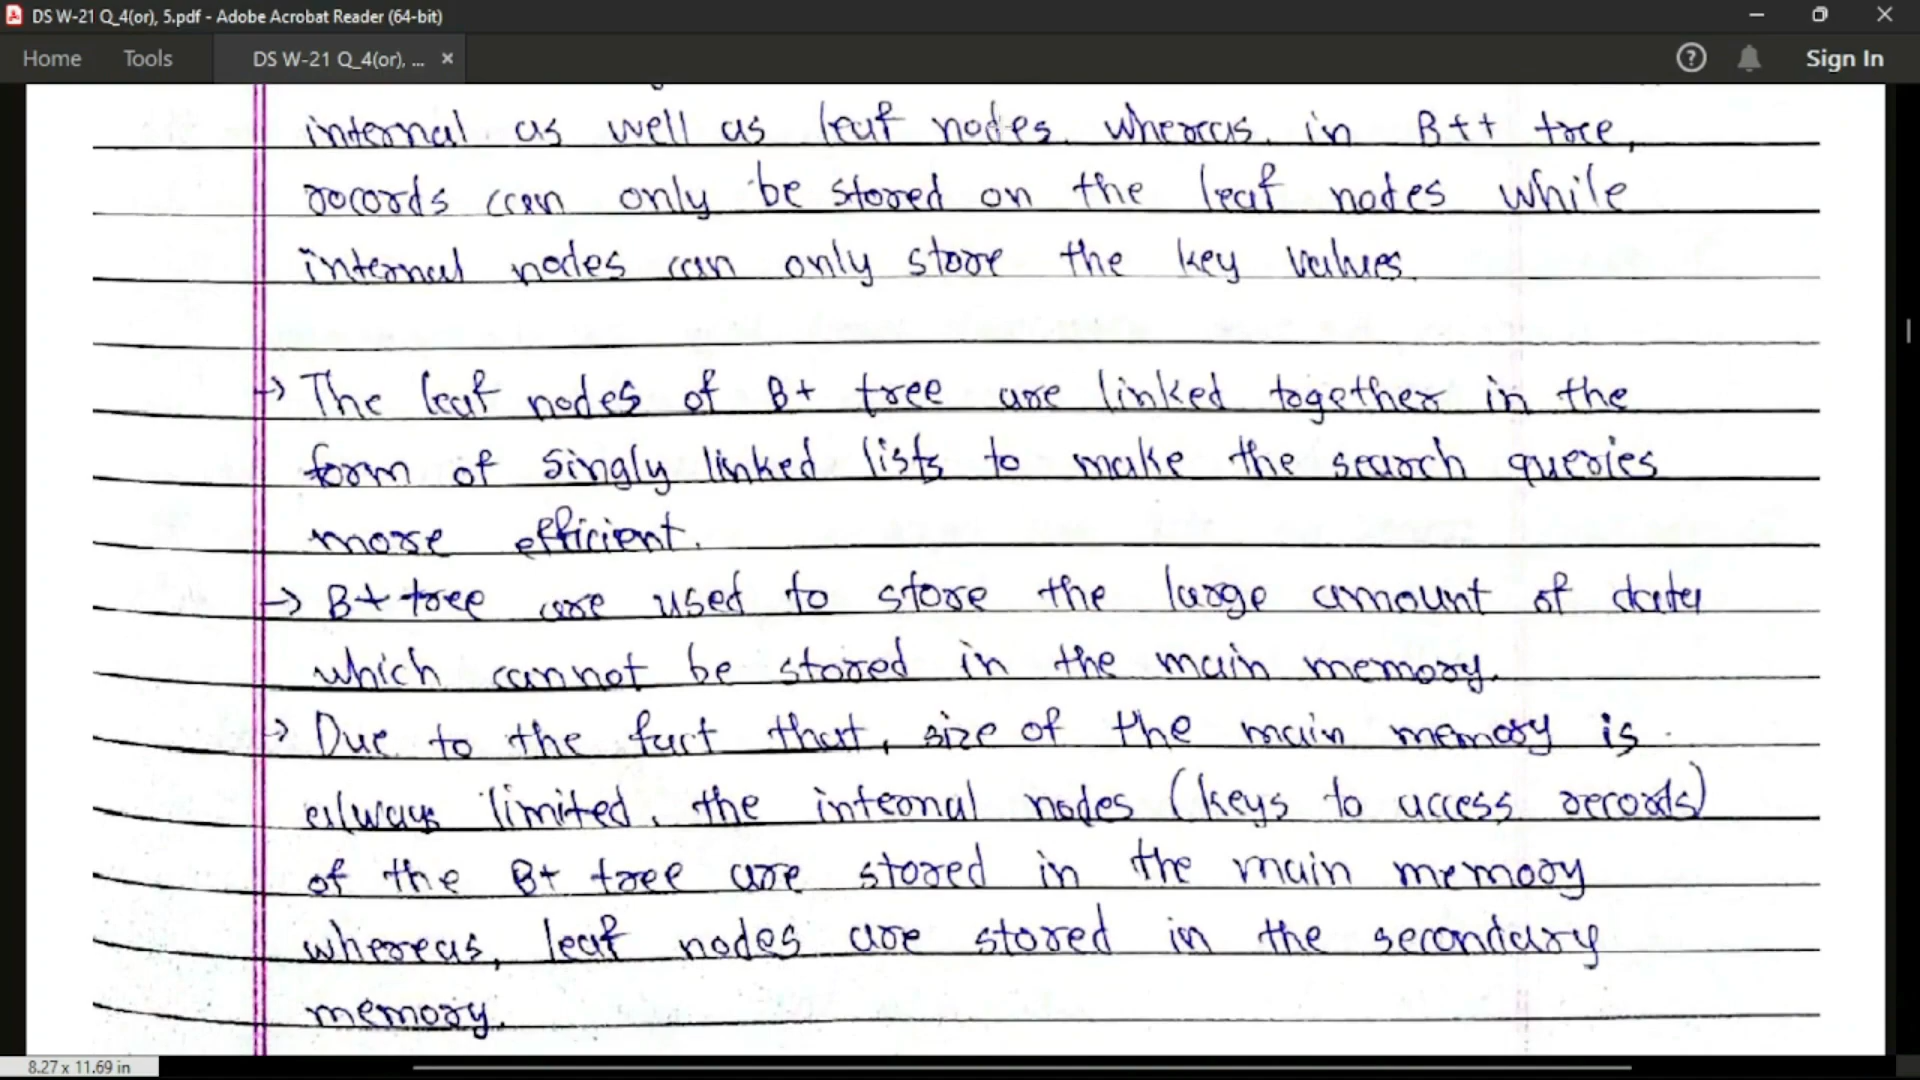 DS W-21 Q_4(or), 5.pdf - Adobe Acrobat Reader (64-bit)
Home Tools DS W-21 Q_4(or), ... × Sign In
internal as well as leaf nodes. whereas. in B++ tree,
records can only be stored on the leaf nodes while
internal nodes can only store the key values.
→ The leaf nodes of B+ tree are linked together in the
form of singly linked lists to make the search queries
more efficient.
→ B+ tree are used to store the large amount of data
which cannot be stored in the main memory.
→ Due to the fact that, size of the main memory is
always limited, the internal nodes (keys to access records)
of the B+ tree are stored in the main memory
whereas, leaf nodes are stored in the secondary
memory.
8.27 x 11.69 in